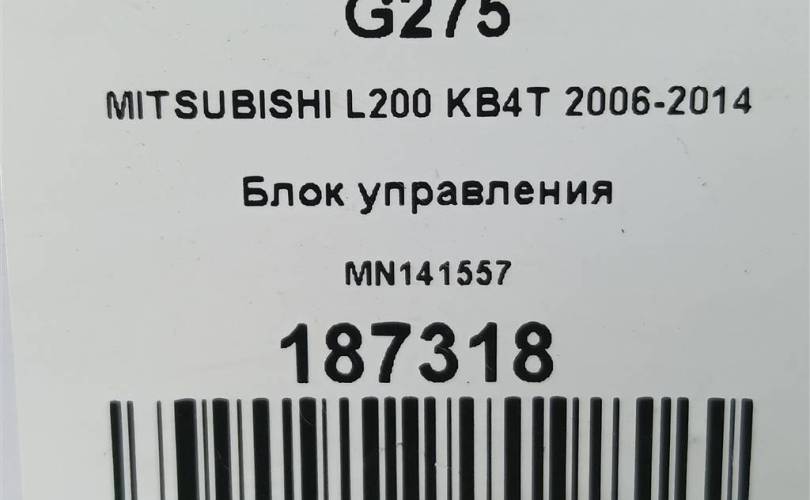 G275
MITSUBISHI L200 KB4T 2006-2014
Блок управления
MN141557
187318